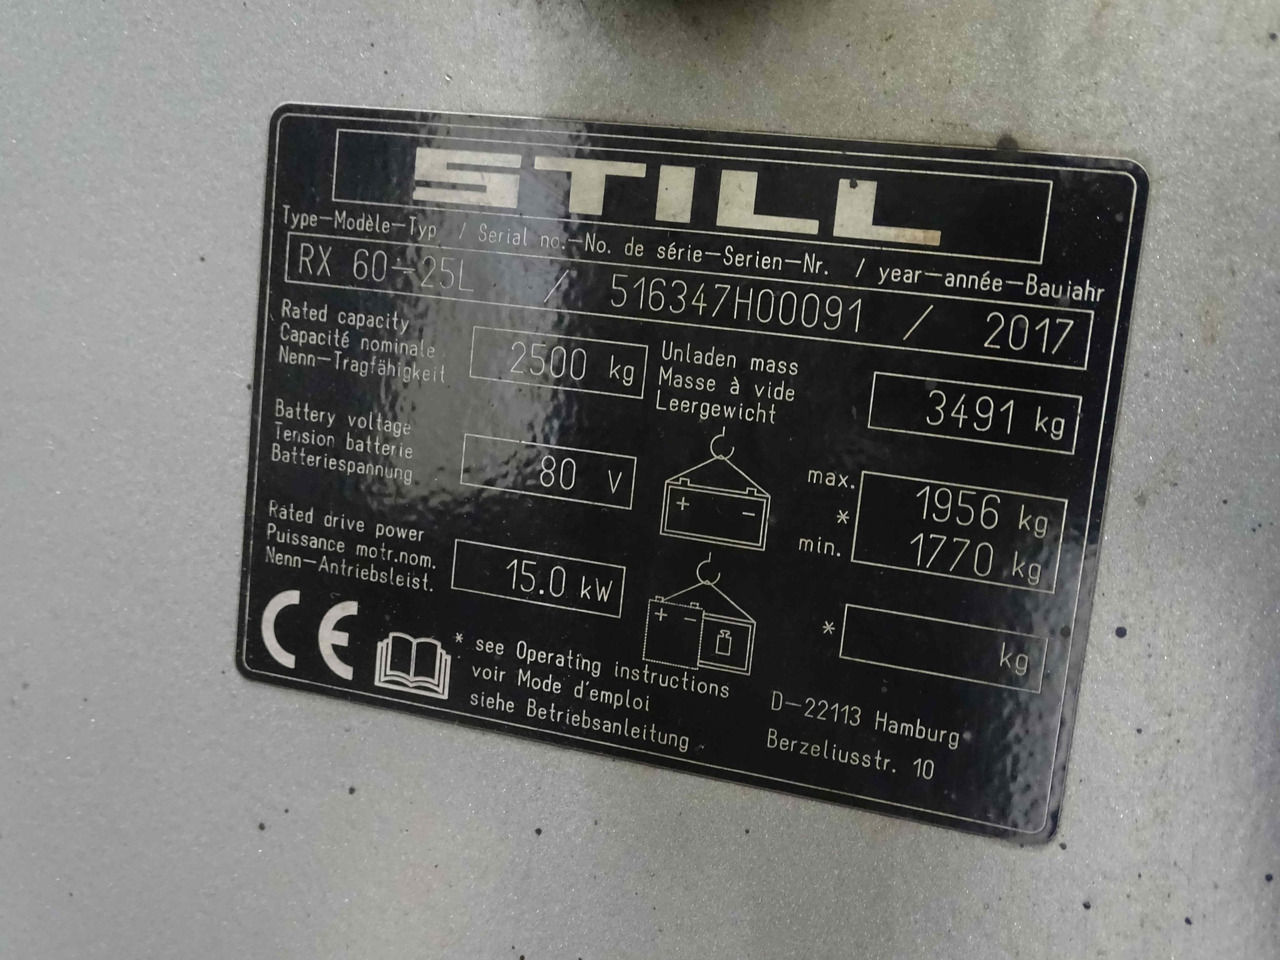 STILL
Type-Modèle-Typ / Serial no.-No. de série-Serien-Nr. / year-année-Baujahr
RX 60-25L / 516347H00091 / 2017
Rated capacity
Capacité nominale
Nenn-Tragfähigkeit
2500 kg
Unladen mass
Masse à vide
Leergewicht
3491 kg
Battery voltage
Tension batterie
Batteriespannung
80 V
+ -
max. 1956 kg
*
min. 1770 kg
Rated drive power
Puissance motr.nom.
Nenn-Antriebsleist.
15.0 kW
+ -
* kg
CE
* see Operating instructions
voir Mode d'emploi
siehe Betriebsanleitung
D-22113 Hamburg
Berzeliusstr. 10